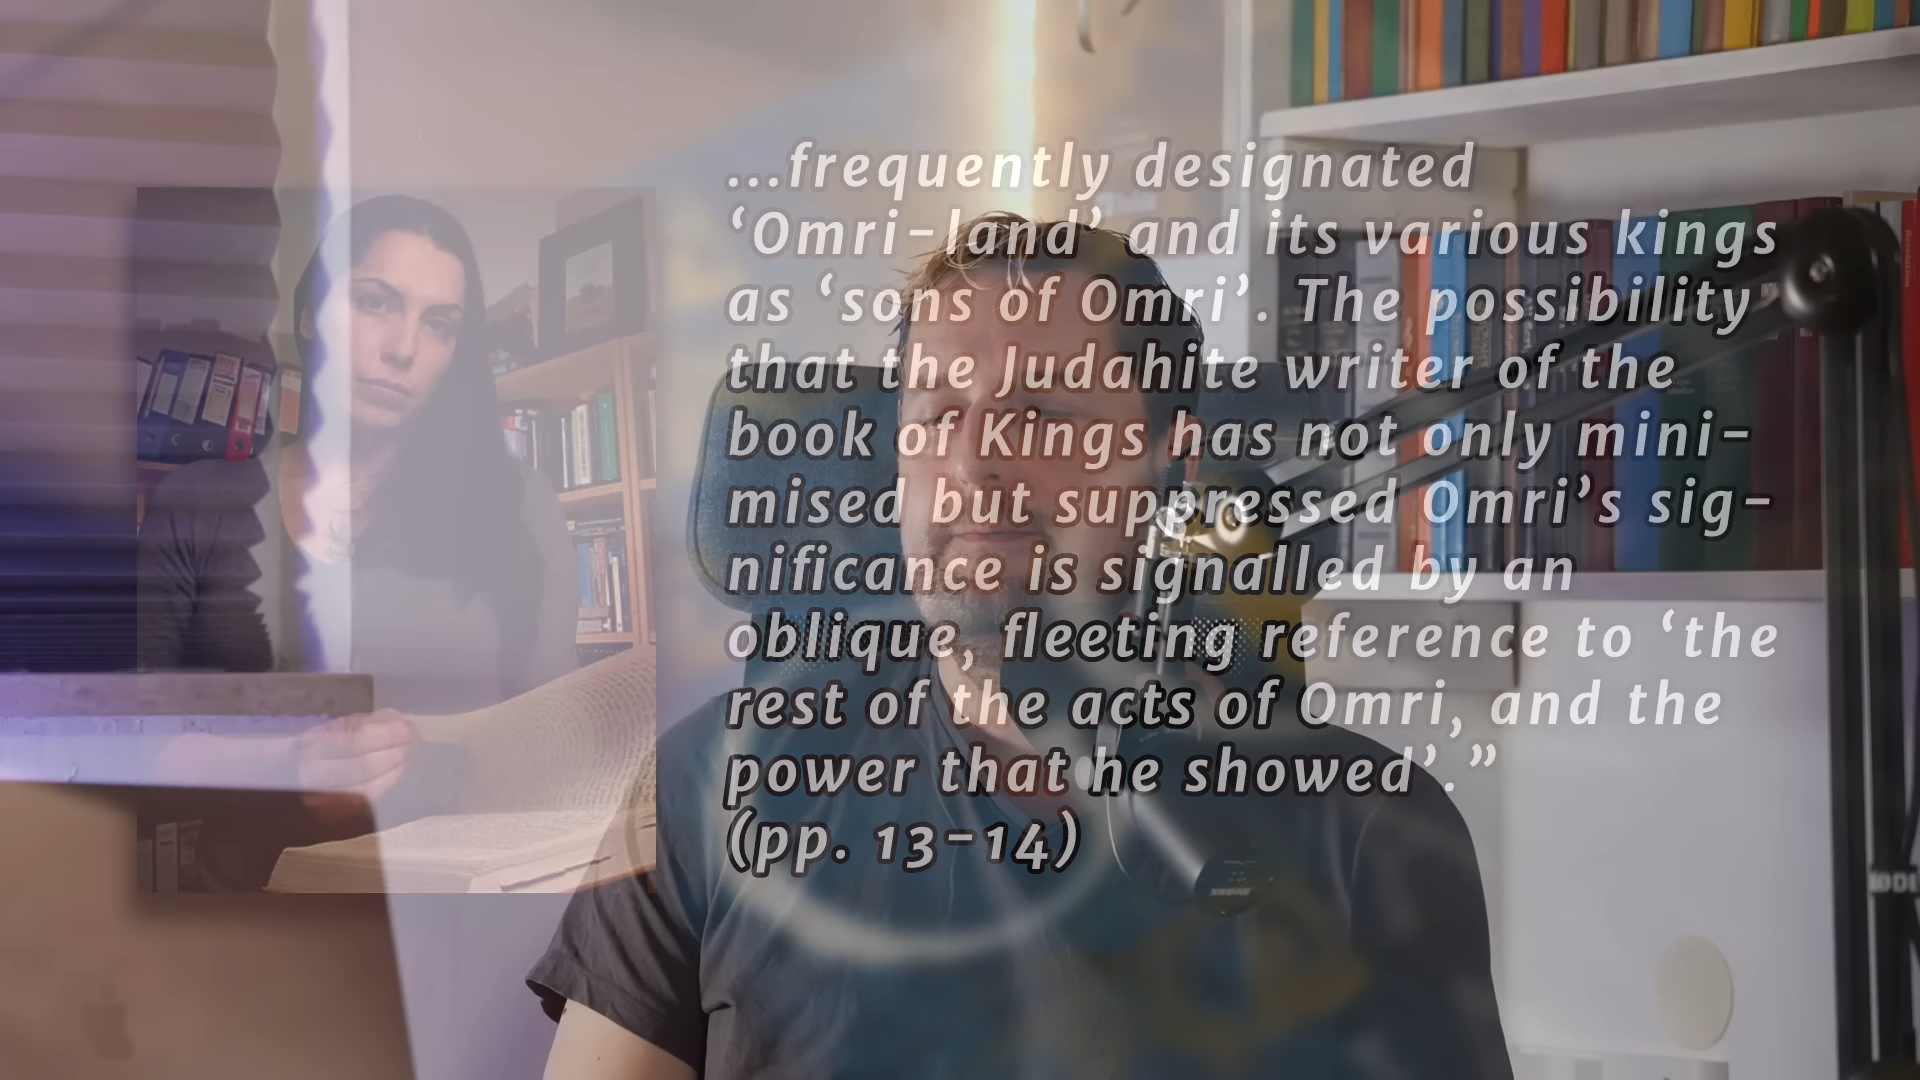 ...frequently designated
‘Omri-land’ and its various kings
as ‘sons of Omri’. The possibility
that the Judahite writer of the
book of Kings has not only mini-
mised but suppressed Omri’s sig-
nificance is signalled by an
oblique, fleeting reference to ‘the
rest of the acts of Omri, and the
power that he showed’.”
(pp. 13-14)